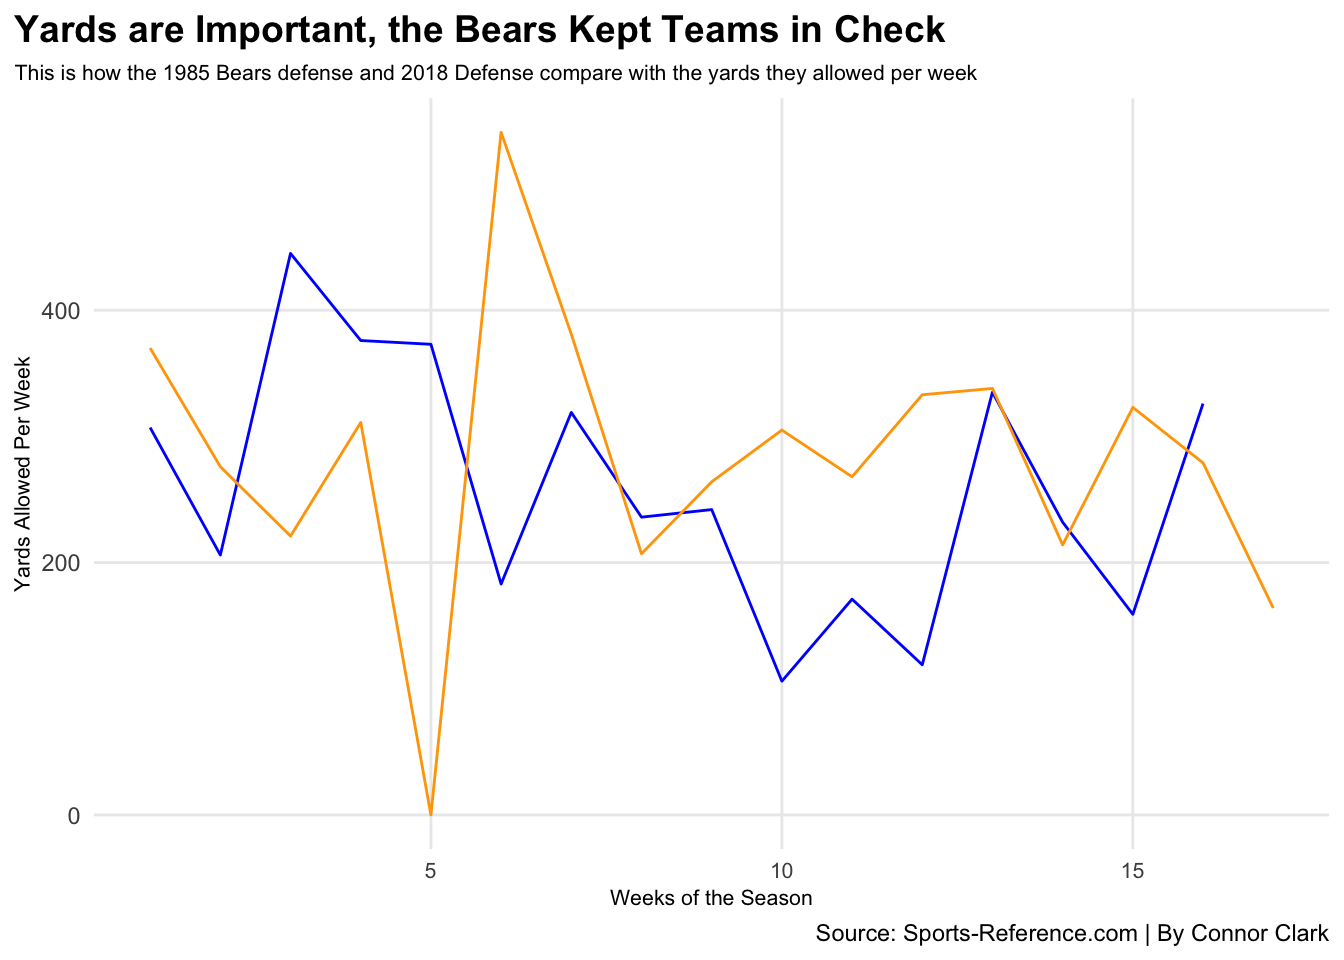 Yards are Important, the Bears Kept Teams in Check
This is how the 1985 Bears defense and 2018 Defense compare with the yards they allowed per week
Yards Allowed Per Week
400
200
0
5
10
15
Weeks of the Season
Source: Sports-Reference.com | By Connor Clark